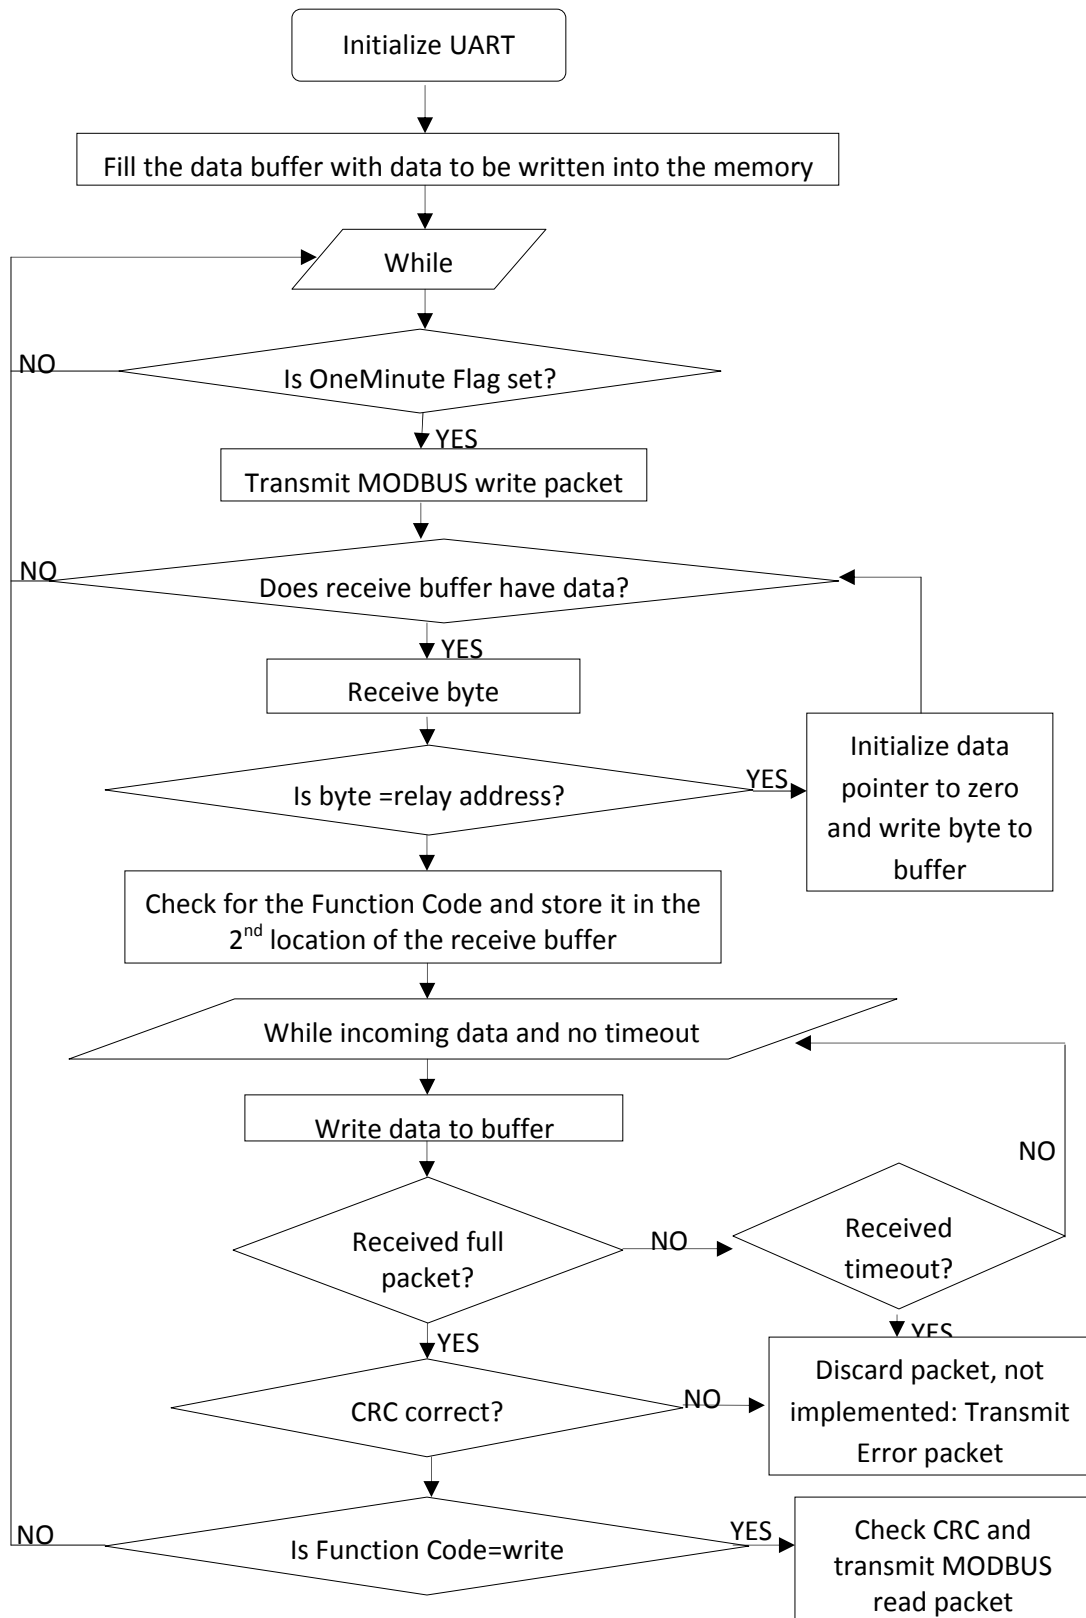 Initialize UART
Fill the data buffer with data to be written into the memory
While
NO
Is OneMinute Flag set?
YES
Transmit MODBUS write packet
NO
Does receive buffer have data?
YES
Receive byte
Is byte =relay address?
YES
Initialize data
pointer to zero
and write byte to
buffer
Check for the Function Code and store it in the
2nd location of the receive buffer
While incoming data and no timeout
Write data to buffer
NO
Received full
packet?
NO
Received
timeout?
YES
YES
CRC correct?
NO
Discard packet, not
implemented: Transmit
Error packet
NO
Is Function Code=write
YES
Check CRC and
transmit MODBUS
read packet